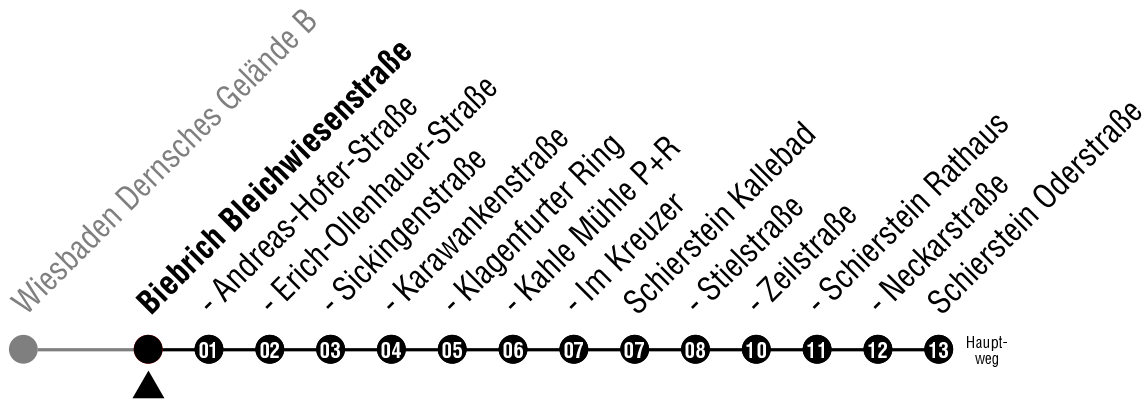 Wiesbaden Dernsches Gelände B
Biebrich Bleichwiesenstraße
- Andreas-Hofer-Straße
- Erich-Ollenhauer-Straße
- Sickingenstraße
- Karawankenstraße
- Klagenfurter Ring
- Kahle Mühle P+R
- Im Kreuzer
Schierstein Kallebad
- Stielstraße
- Zeilstraße
- Schierstein Rathaus
- Neckarstraße
Schierstein Oderstraße
01 02 03 04 05 06 07 07 08 10 11 12 13
Haupt-
weg